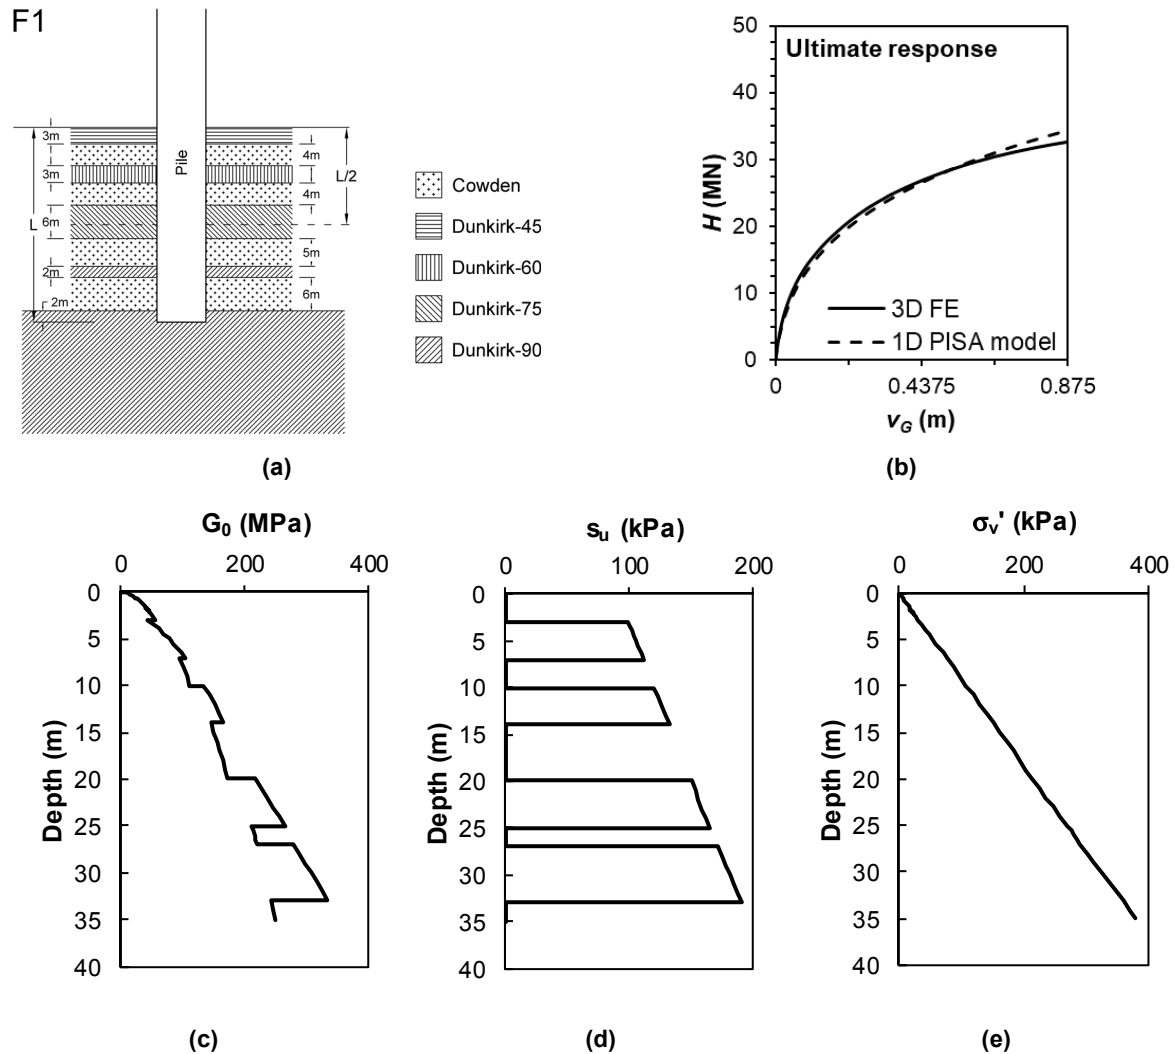 F1
3m
4m
3m
4m
6m
5m
2m
6m
2m
L
L/2
Pile
Cowden
Dunkirk-45
Dunkirk-60
Dunkirk-75
Dunkirk-90
(a)
Ultimate response
50
40
30
20
10
0
H (MN)
0 0.4375 0.875
v_G (m)
3D FE
1D PISA model
(b)
G₀ (MPa)
0 200 400
0
5
10
15
20
25
30
35
40
Depth (m)
(c)
s_u (kPa)
0 100 200
0
5
10
15
20
25
30
35
40
Depth (m)
(d)
σ_v' (kPa)
0 200 400
0
5
10
15
20
25
30
35
40
Depth (m)
(e)